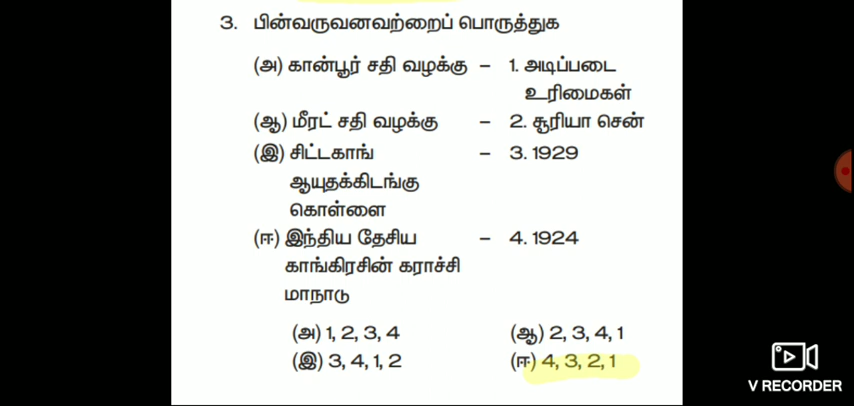 3. பின்வருவனவற்றைப் பொருத்துக
(அ) கான்பூர் சதி வழக்கு – 1. அடிப்படை
உரிமைகள்
(ஆ) மீரட் சதி வழக்கு – 2. சூரியா சென்
(இ) சிட்டகாங் – 3. 1929
ஆயுதக்கிடங்கு
கொள்ளை
(ஈ) இந்திய தேசிய – 4. 1924
காங்கிரசின் கராச்சி
மாநாடு
(அ) 1, 2, 3, 4 (ஆ) 2, 3, 4, 1
(இ) 3, 4, 1, 2 (ஈ) 4, 3, 2, 1
V RECORDER